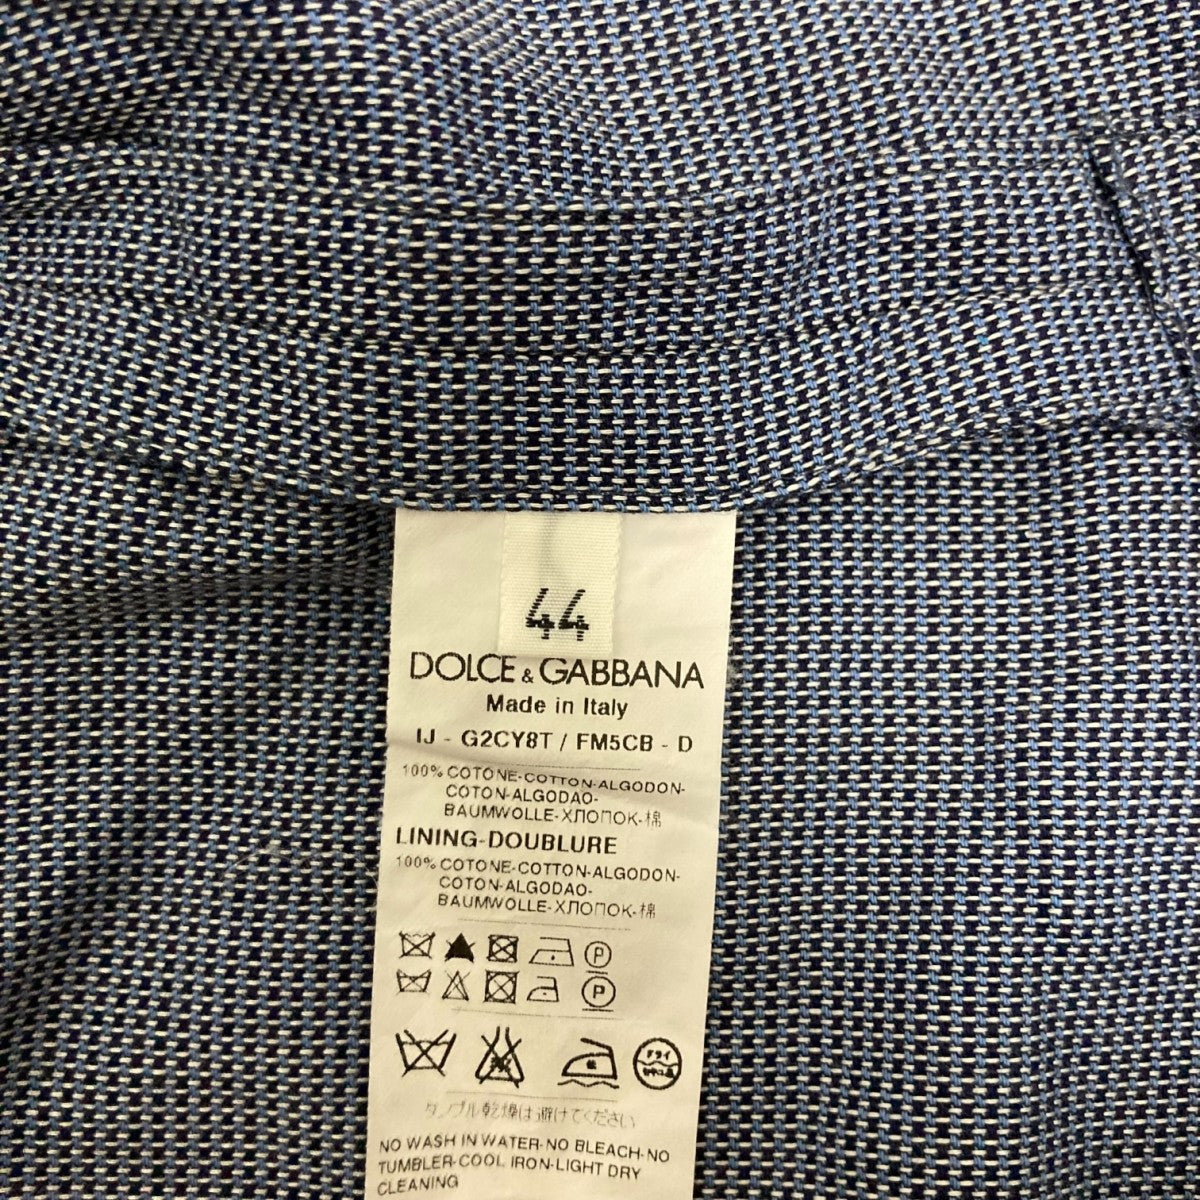 44
DOLCE & GABBANA
Made in Italy
IJ - G2CY8T / FM5CB - D
100% COTONE-COTTON-ALGODON-
COTON-ALGODAO-
BAUMWOLLE-ХЛОПОК-棉
LINING-DOUBLURE
100% COTONE-COTTON-ALGODON-
COTON-ALGODAO-
BAUMWOLLE-ХЛОПОК-棉
P
P
ドライ
タンブル乾燥は避けてください
NO WASH IN WATER-NO BLEACH-NO
TUMBLER-COOL IRON-LIGHT DRY
CLEANING